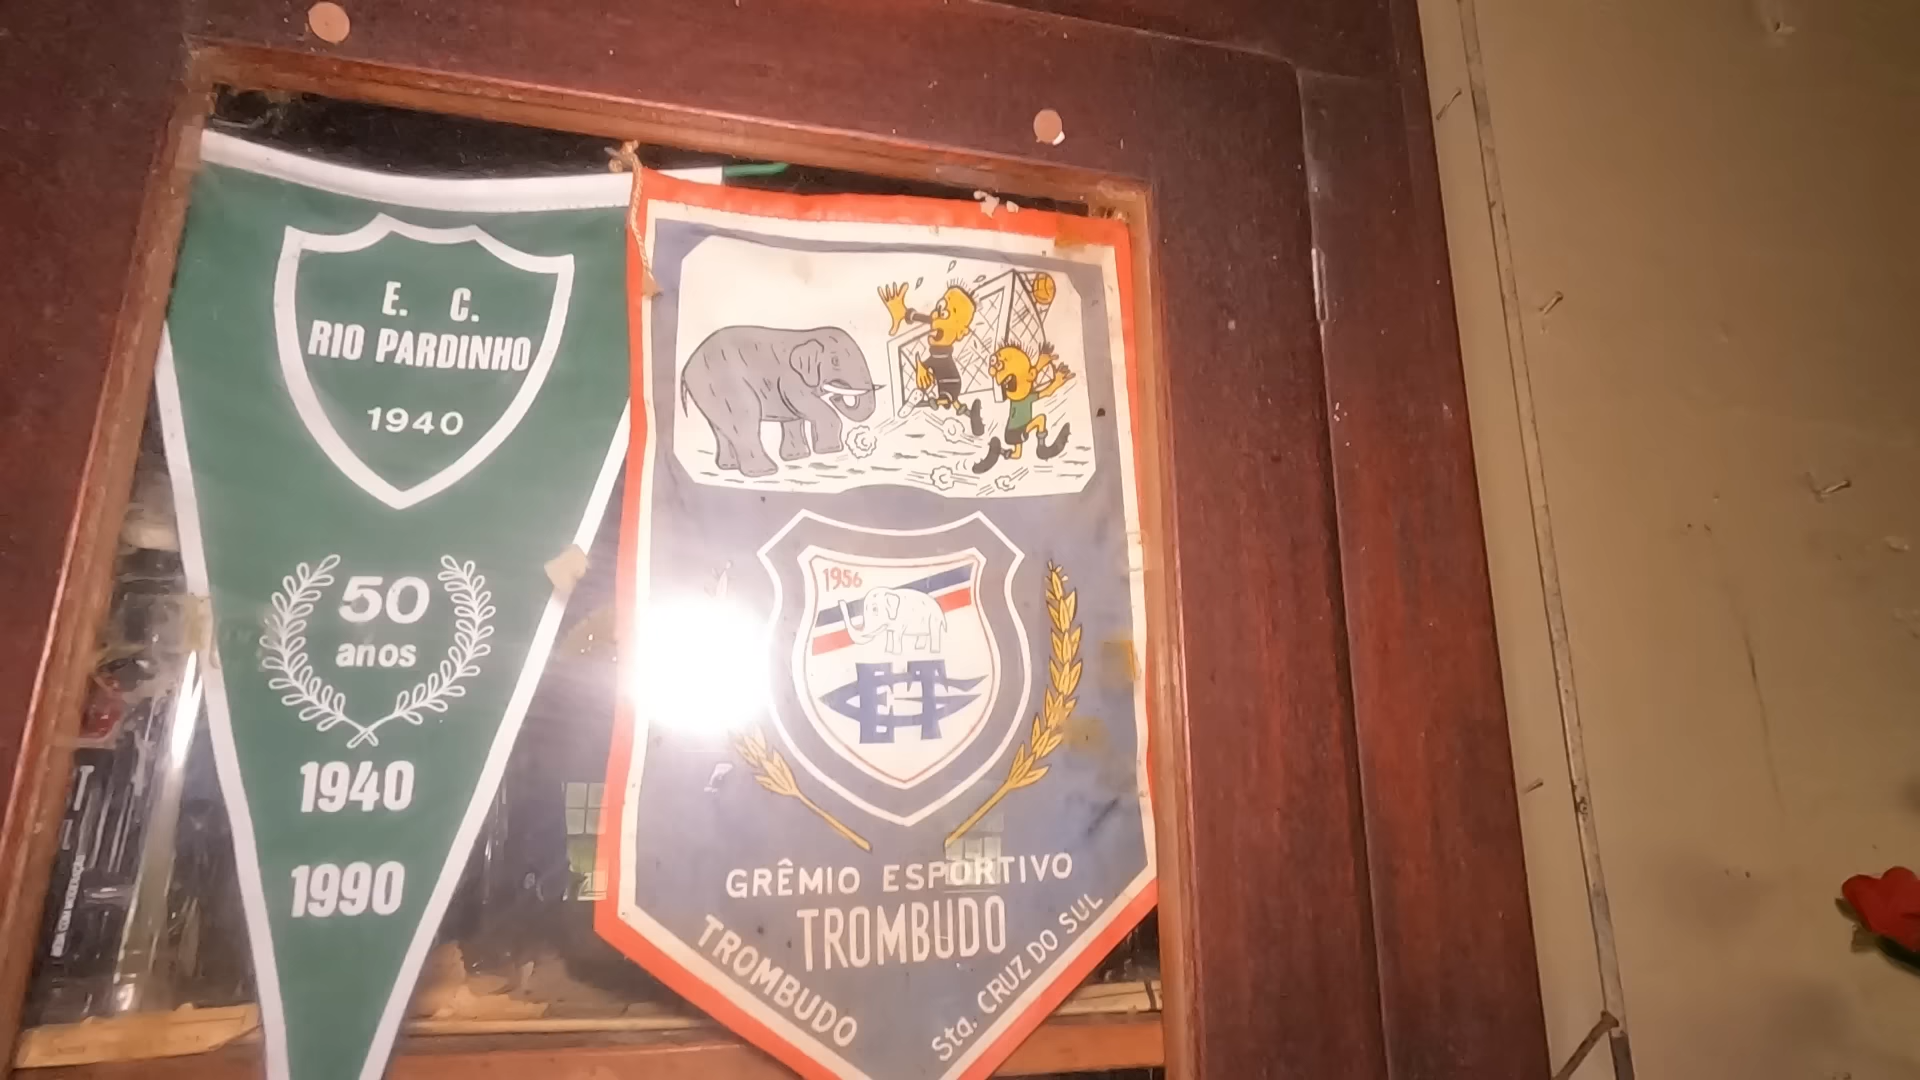 E. C.
RIO PARDINHO
1940
50
anos
1940
1990
1956
GRÊMIO ESPORTIVO
TROMBUDO
TROMBUDO
Sta. CRUZ DO SUL